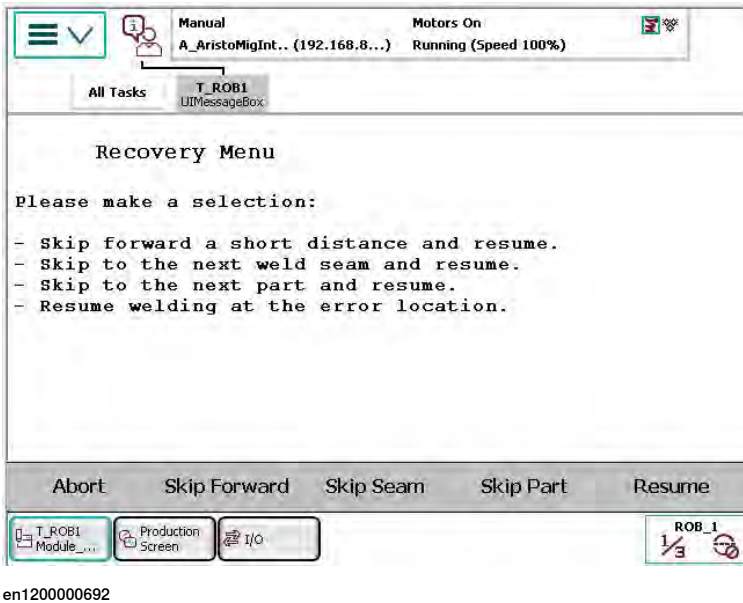 Manual
Motors On
A_AristoMigInt.. (192.168.8...)
Running (Speed 100%)
All Tasks
T_ROB1
UIMessageBox
Recovery Menu
Please make a selection:
- Skip forward a short distance and resume.
- Skip to the next weld seam and resume.
- Skip to the next part and resume.
- Resume welding at the error location.
Abort Skip Forward Skip Seam Skip Part Resume
T_ROB1
Module_...
Production
Screen
I/O
ROB_1
1/3
en1200000692